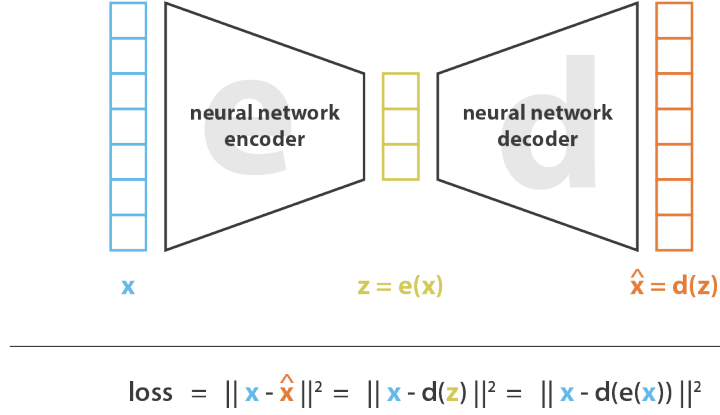 e
d
neural network
encoder
neural network
decoder
x
z = e(x)
x̂ = d(z)
loss = || x - x̂ ||² = || x - d(z) ||² = || x - d(e(x)) ||²